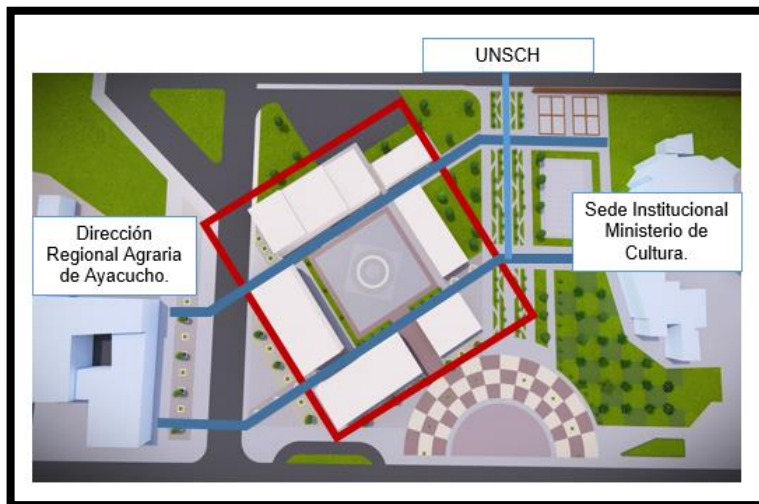 UNSCH
Dirección
Regional Agraria
de Ayacucho.
Sede Institucional
Ministerio de
Cultura.